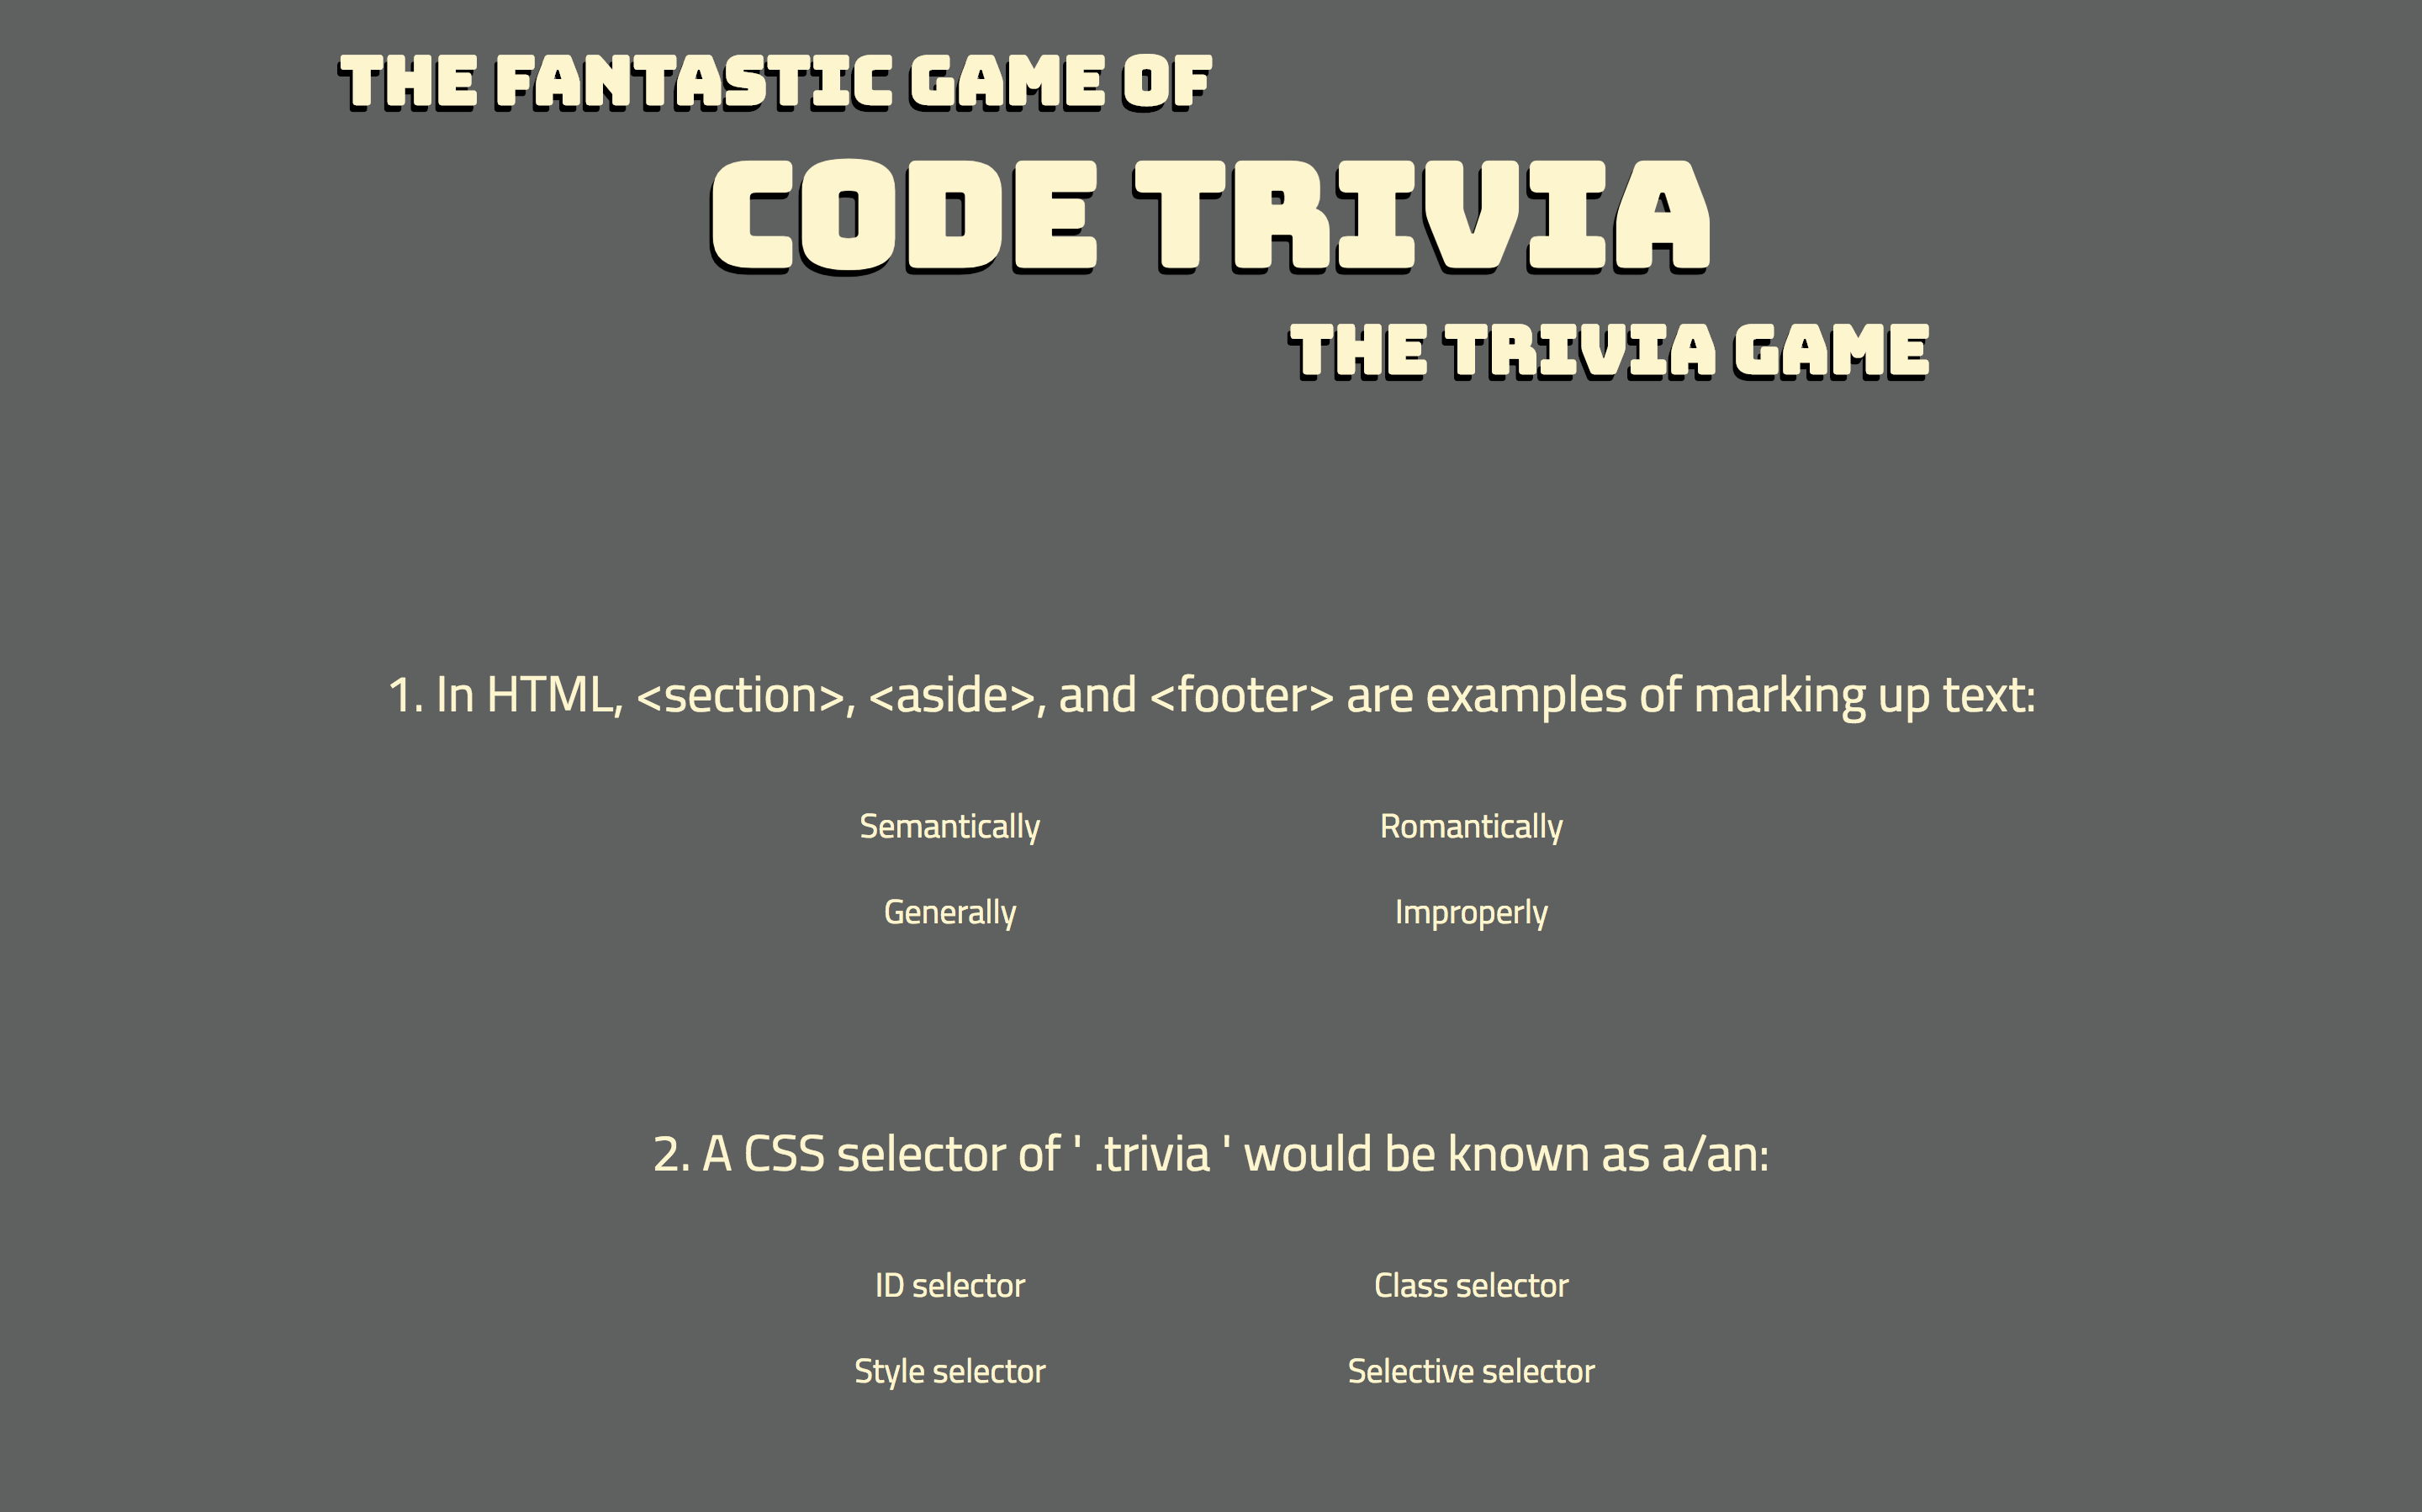 THE FANTASTIC GAME OF
CODE TRIVIA
THE TRIVIA GAME
1. In HTML, <section>, <aside>, and <footer> are examples of marking up text:
Semantically Romantically
Generally Improperly
2. A CSS selector of ' .trivia ' would be known as a/an:
ID selector Class selector
Style selector Selective selector